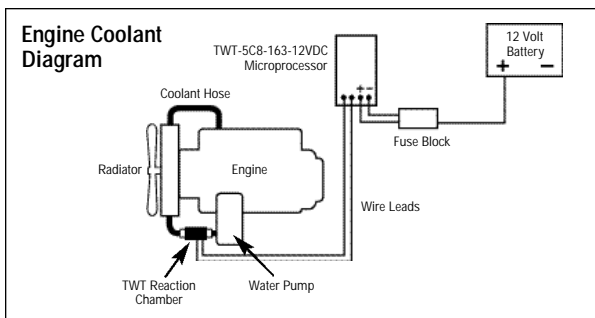 Engine Coolant
Diagram
TWT-5C8-163-12VDC
Microprocessor
12 Volt
Battery
+ −
+ −
Coolant Hose
Fuse Block
Radiator
Engine
Wire Leads
TWT Reaction
Chamber
Water Pump